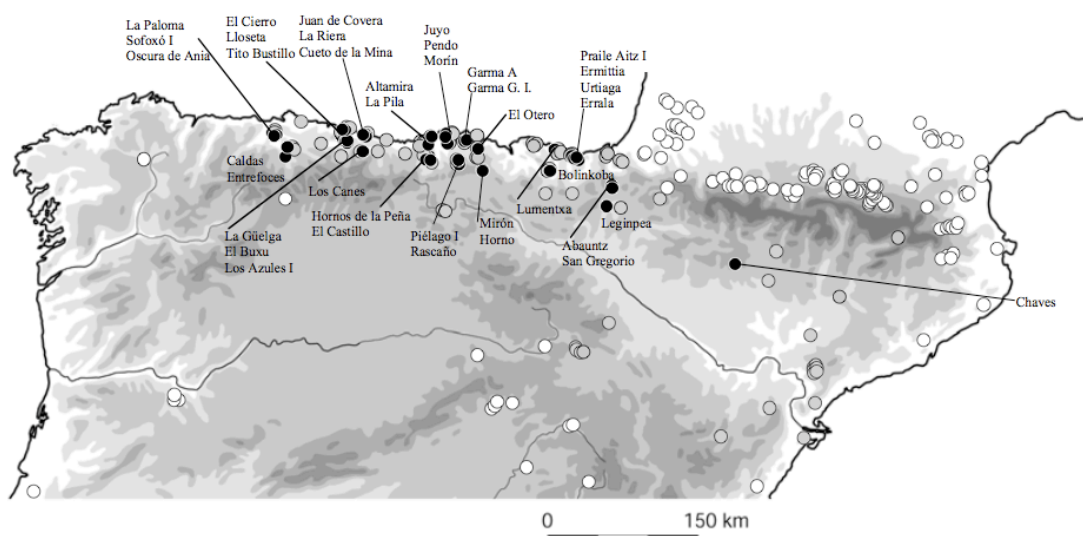 La Paloma
Sofoxó I
Oscura de Ania
El Cierro
Lloseta
Tito Bustillo
Juan de Covera
La Riera
Cueto de la Mina
Altamira
La Pila
Juyo
Pendo
Morín
Garma A
Garma G. I.
El Otero
Praile Aitz I
Ermittia
Urtiaga
Errala
Caldas
Entrefoces
Los Canes
Bolinkoba
La Güelga
El Buxu
Los Azules I
Hornos de la Peña
El Castillo
Piélago I
Rascaño
Mirón
Horno
Lumentxa
Abauntz
San Gregorio
Leginpea
Chaves
0 150 km